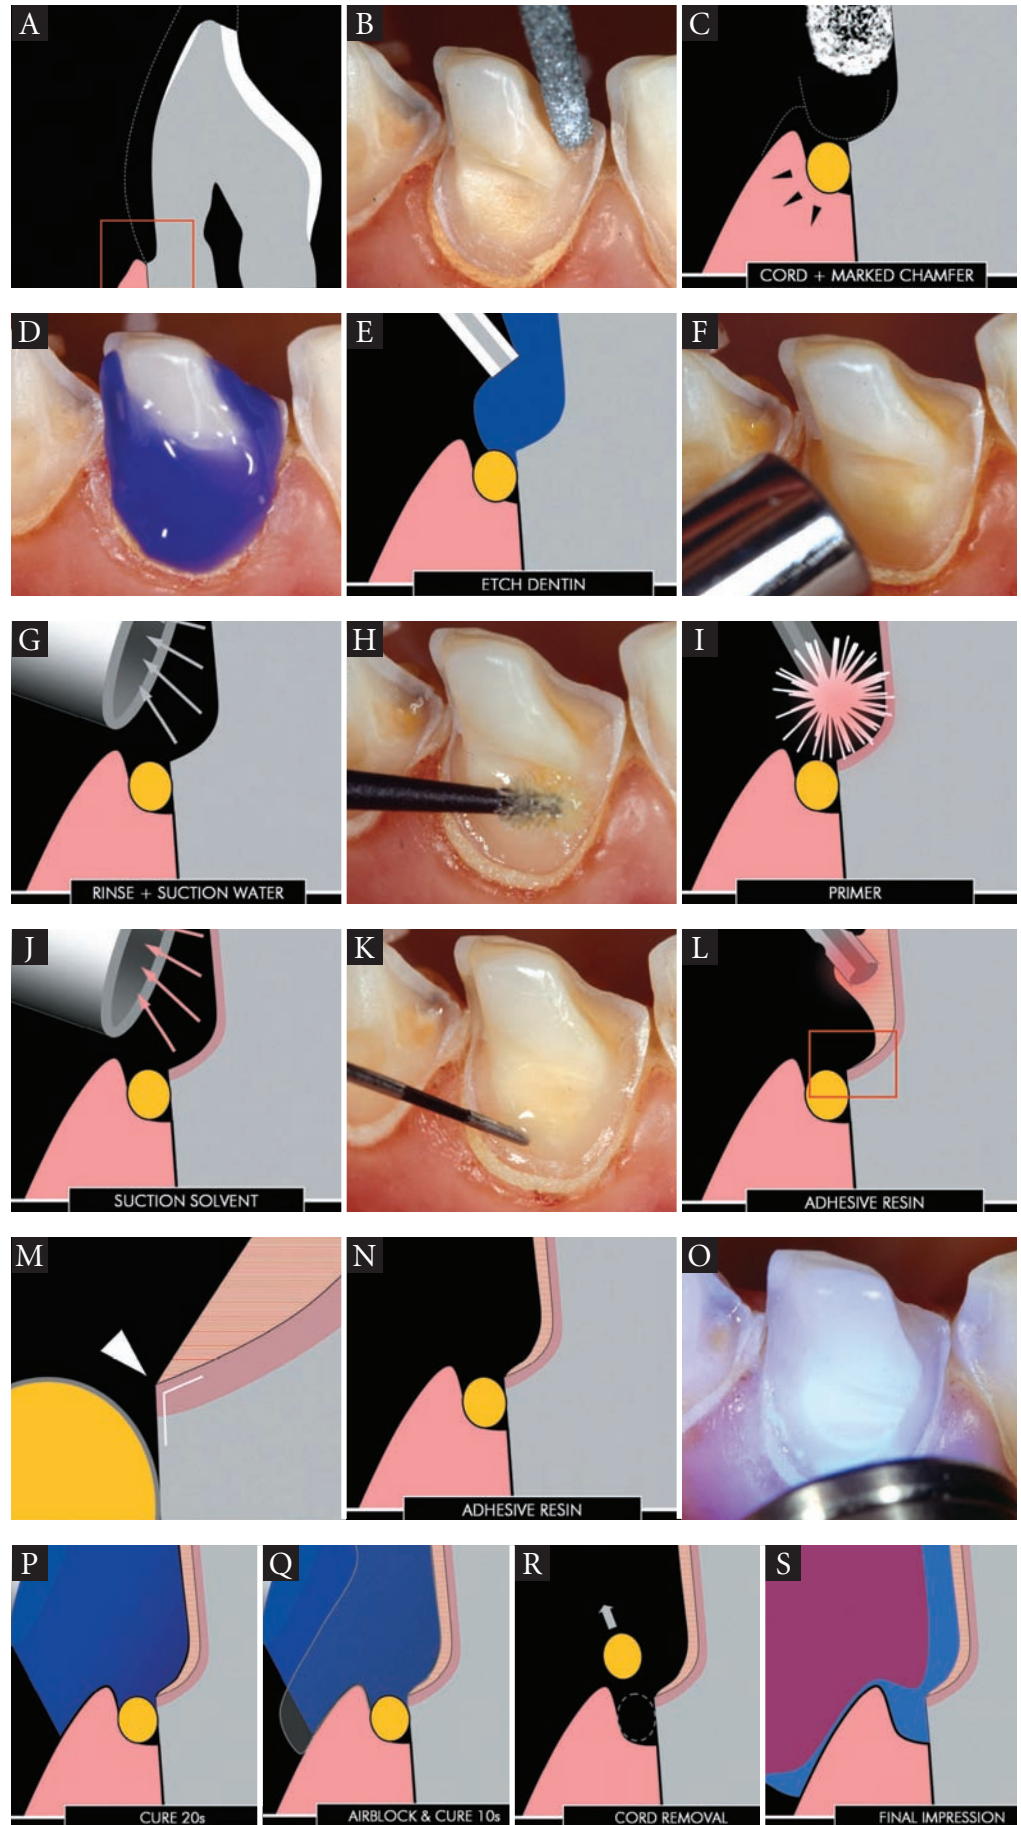 A
B
C
CORD + MARKED CHAMFER
D
E
ETCH DENTIN
F
G
RINSE + SUCTION WATER
H
I
PRIMER
J
SUCTION SOLVENT
K
L
ADHESIVE RESIN
M
N
ADHESIVE RESIN
O
P
CURE 20s
Q
AIRBLOCK & CURE 10s
R
CORD REMOVAL
S
FINAL IMPRESSION